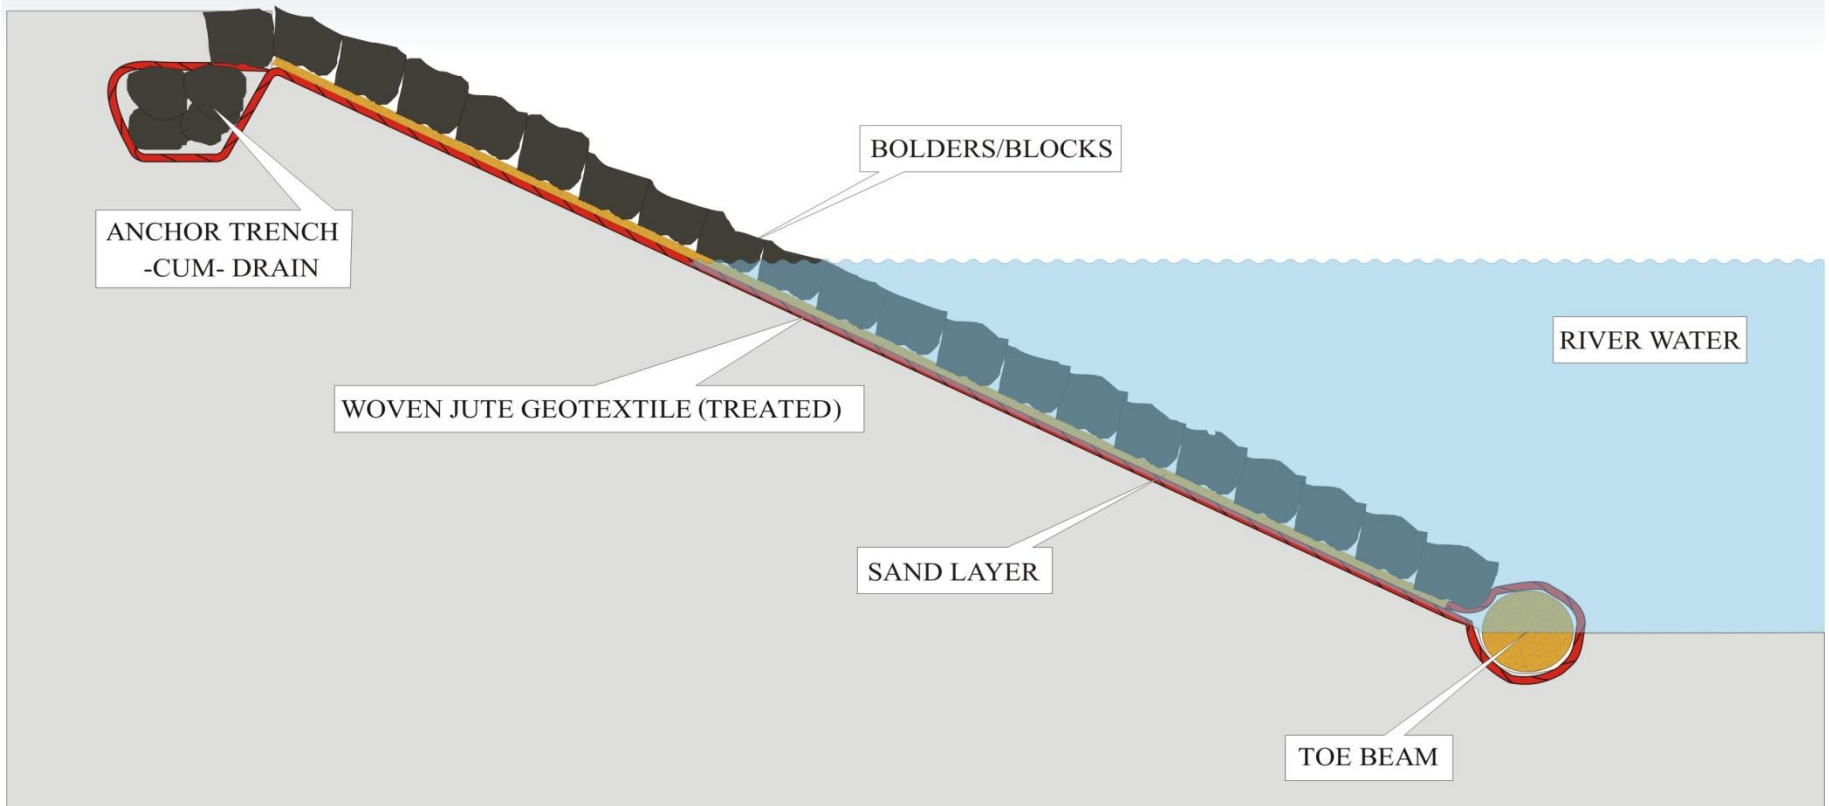 BOLDERS/BLOCKS
ANCHOR TRENCH
-CUM- DRAIN
RIVER WATER
WOVEN JUTE GEOTEXTILE (TREATED)
SAND LAYER
TOE BEAM